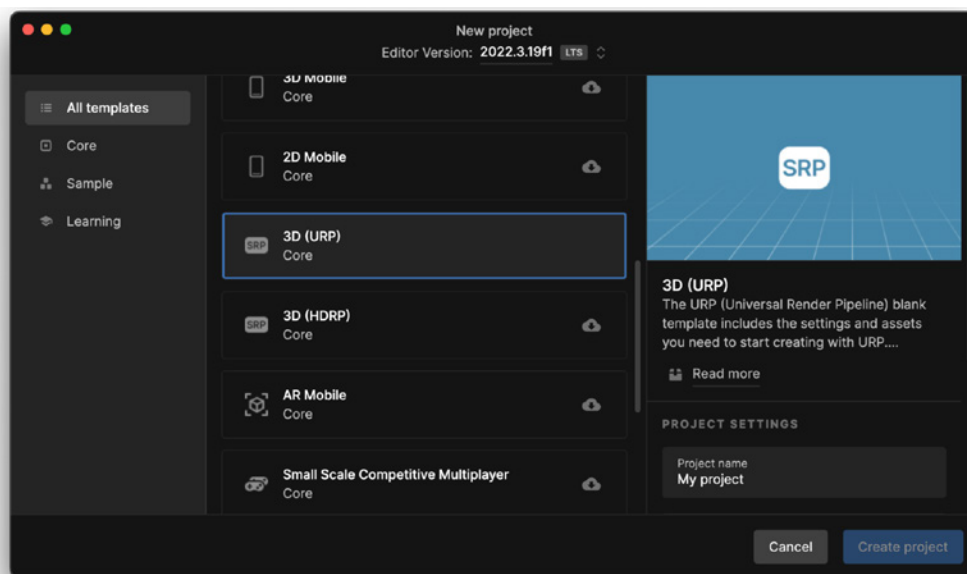 New project
Editor Version: 2022.3.19f1 LTS
All templates
Core
Sample
Learning
3D Mobile
Core
2D Mobile
Core
SRP
3D (URP)
Core
SRP
3D (HDRP)
Core
AR Mobile
Core
Small Scale Competitive Multiplayer
Core
SRP
3D (URP)
The URP (Universal Render Pipeline) blank
template includes the settings and assets
you need to start creating with URP....
Read more
PROJECT SETTINGS
Project name
My project
Cancel
Create project